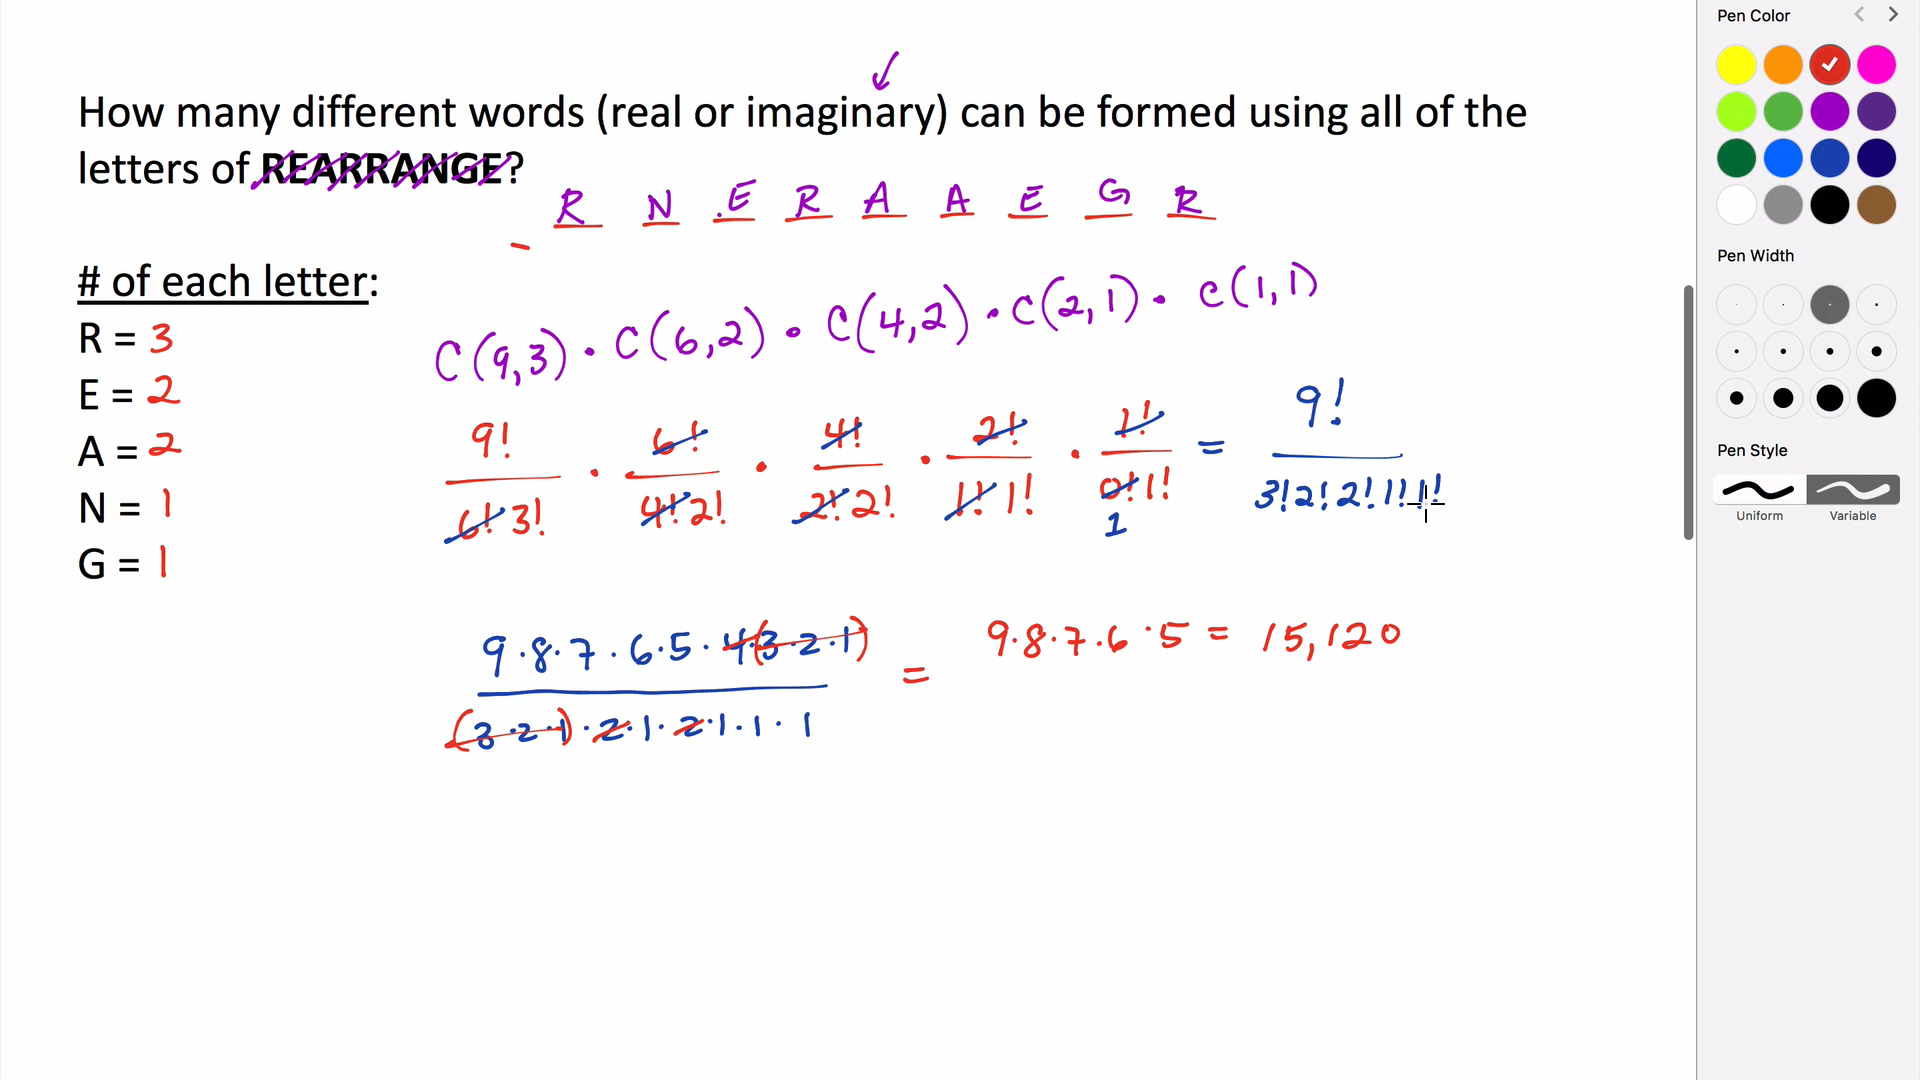 How many different words (real or imaginary) can be formed using all of the
letters of REARRANGE?
R N E R A A E G R
# of each letter:
R = 3
E = 2
A = 2
N = 1
G = 1
C(9,3) · C(6,2) · C(4,2) · C(2,1) · C(1,1)
9! / 6! 3! · 6! / 4! 2! · 4! / 2! 2! · 2! / 1! 1! · 1! / 0! 1! = 9! / 3! 2! 2! 1! 1!
1
9·8·7·6·5·4(3·2·1) / (3·2·1)·2·1·2·1·1·1 = 9·8·7·6·5 = 15,120
Pen Color
Pen Width
Pen Style
Uniform Variable